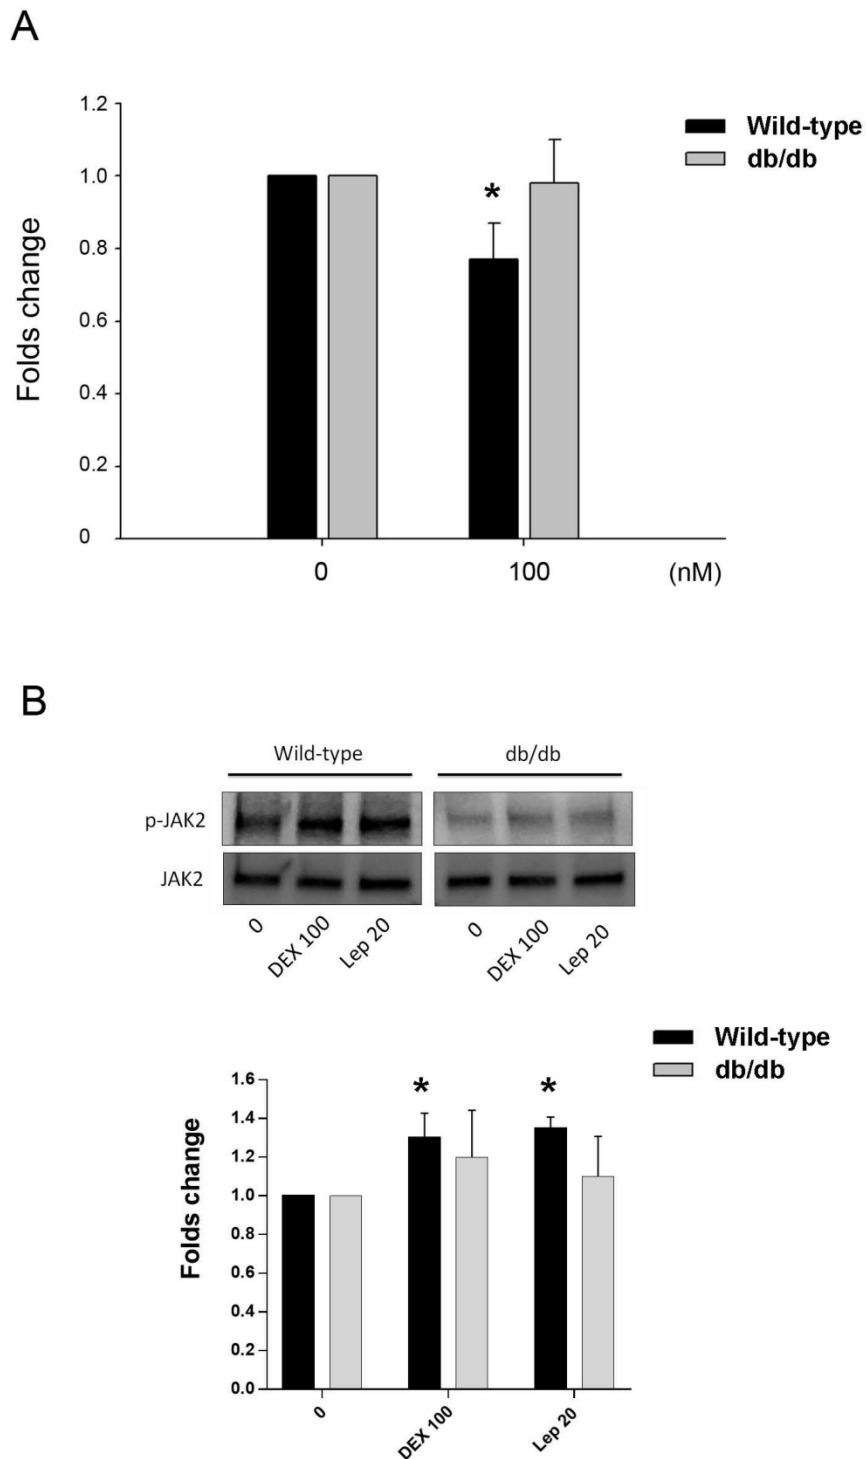 A
1.2
1.0
0.8
0.6
0.4
0.2
0
Folds change
*
Wild-type
db/db
0 100 (nM)
B
Wild-type db/db
p-JAK2
JAK2
0 DEX 100 Lep 20 0 DEX 100 Lep 20
Wild-type
db/db
1.6
1.4
1.2
1.0
0.8
0.6
0.4
0.2
0.0
Folds change
* *
0 DEX 100 Lep 20